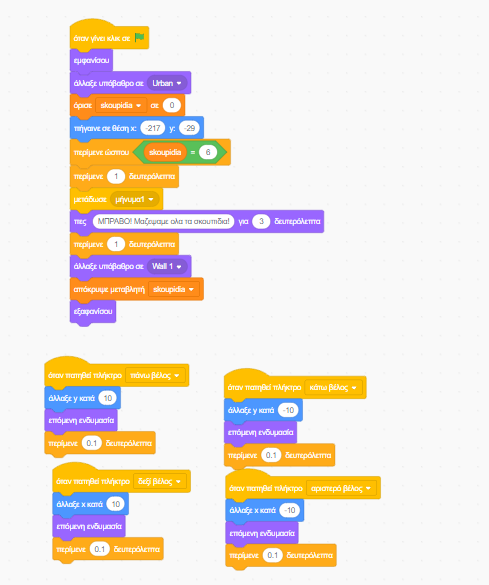 όταν γίνει κλικ σε
εμφανίσου
άλλαξε υπόβαθρο σε Urban
όρισε skoupidia σε 0
πήγαινε σε θέση x: -217 y: -29
περίμενε ώσπου skoupidia = 6
περίμενε 1 δευτερόλεπτα
μετάδωσε μήνυμα1
πες ΜΠΡΑΒΟ! Μαζεψαμε ολα τα σκουπιδια! για 3 δευτερόλεπτα
περίμενε 1 δευτερόλεπτα
άλλαξε υπόβαθρο σε Wall 1
απόκρυψε μεταβλητή skoupidia
εξαφανίσου
όταν πατηθεί πλήκτρο πάνω βέλος
άλλαξε y κατά 10
επόμενη ενδυμασία
περίμενε 0.1 δευτερόλεπτα
όταν πατηθεί πλήκτρο κάτω βέλος
άλλαξε y κατά -10
επόμενη ενδυμασία
περίμενε 0.1 δευτερόλεπτα
όταν πατηθεί πλήκτρο δεξί βέλος
άλλαξε x κατά 10
επόμενη ενδυμασία
περίμενε 0.1 δευτερόλεπτα
όταν πατηθεί πλήκτρο αριστερό βέλος
άλλαξε x κατά -10
επόμενη ενδυμασία
περίμενε 0.1 δευτερόλεπτα